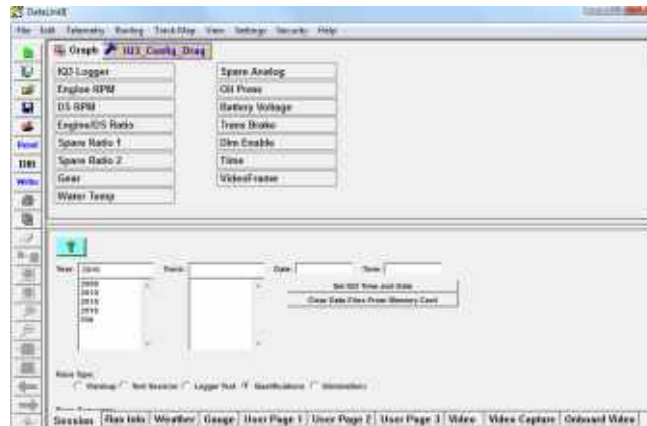 DataLinkII
File Edit Telemetry Racing Track Map View Settings Security Help
Graph IQ3_Config_Drag
IQ3 Logger
Engine RPM
DS RPM
Engine/DS Ratio
Spare Ratio 1
Spare Ratio 2
Gear
Water Temp
Spare Analog
Oil Press
Battery Voltage
Trans Brake
Dim Enable
Time
VideoFrame
Read
Write
Year: Track: Date: Time:
Set IQ3 Time and Date
Clear Data Files From Memory Card
Race Type:
Warmup Test Session Logger Test Qualifications Eliminations
Session Run Info Weather Gauge User Page 1 User Page 2 User Page 3 Video Video Capture Onboard Video